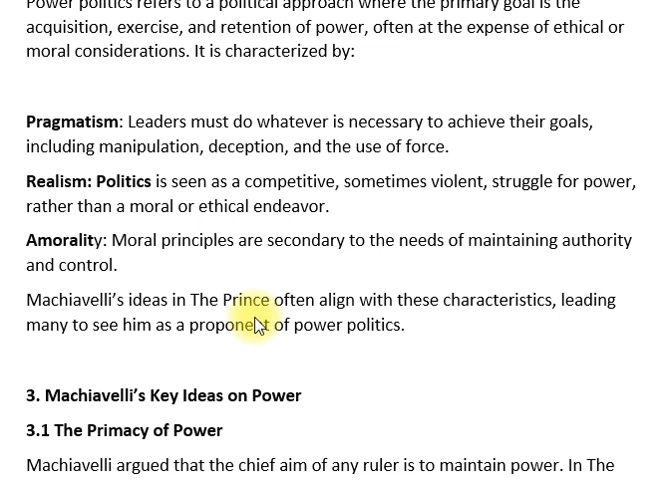 Power politics refers to a political approach where the primary goal is the
acquisition, exercise, and retention of power, often at the expense of ethical or
moral considerations. It is characterized by:
Pragmatism: Leaders must do whatever is necessary to achieve their goals,
including manipulation, deception, and the use of force.
Realism: Politics is seen as a competitive, sometimes violent, struggle for power,
rather than a moral or ethical endeavor.
Amorality: Moral principles are secondary to the needs of maintaining authority
and control.
Machiavelli’s ideas in The Prince often align with these characteristics, leading
many to see him as a proponent of power politics.
3. Machiavelli’s Key Ideas on Power
3.1 The Primacy of Power
Machiavelli argued that the chief aim of any ruler is to maintain power. In The